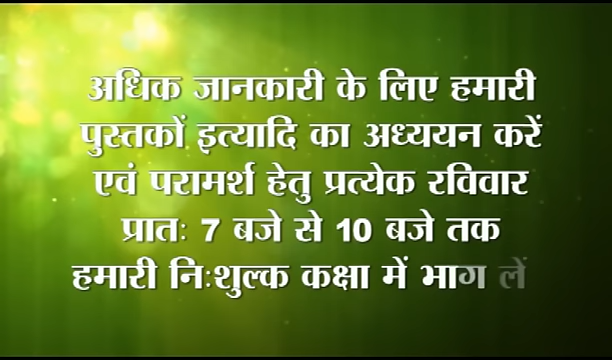 अधिक जानकारी के लिए हमारी
पुस्तकों इत्यादि का अध्ययन करें
एवं परामर्श हेतु प्रत्येक रविवार
प्रातः 7 बजे से 10 बजे तक
हमारी निःशुल्क कक्षा में भाग लें